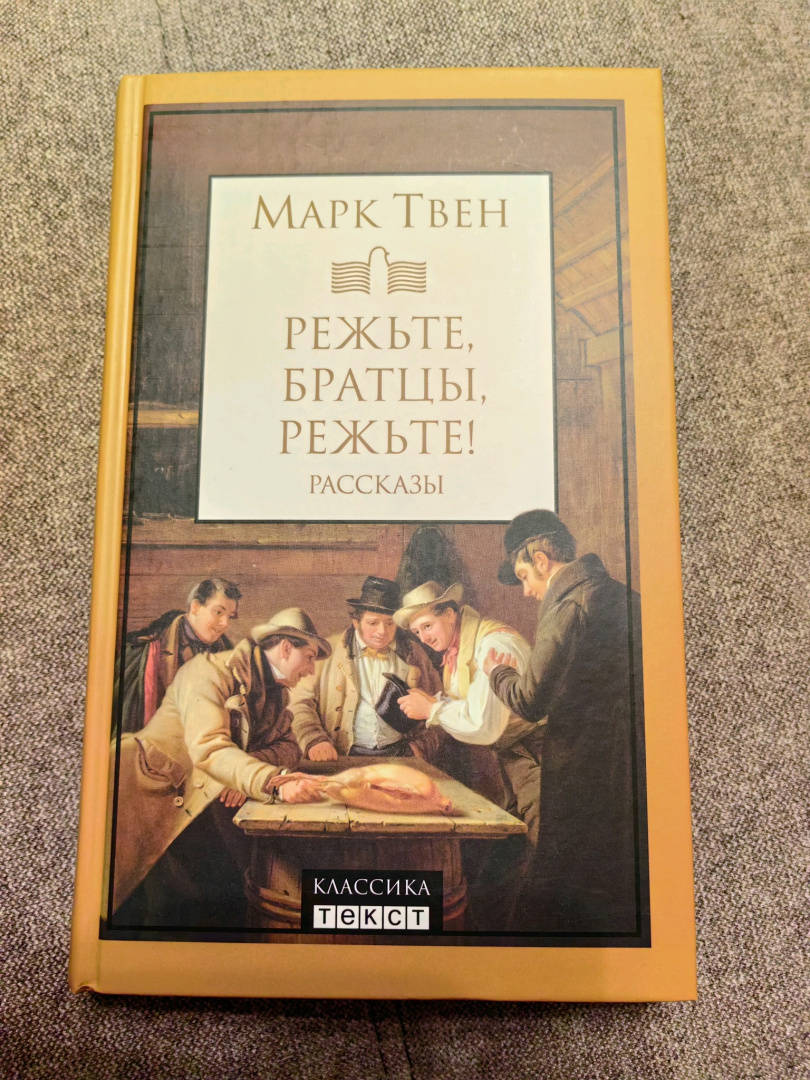 МАРК ТВЕН
РЕЖЬТЕ,
БРАТЦЫ,
РЕЖЬТЕ!
РАССКАЗЫ
КЛАССИКА
ТеКСТ